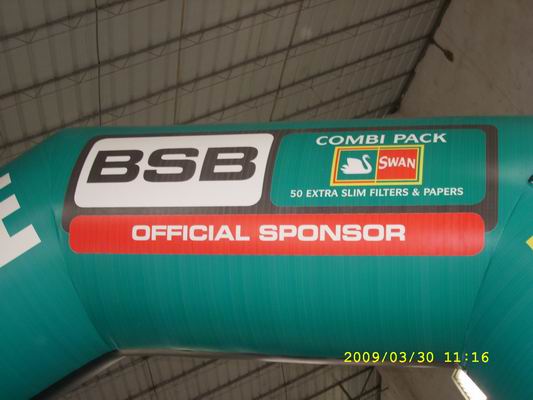 E
BSB
COMBI PACK
SWAN
50 EXTRA SLIM FILTERS & PAPERS
OFFICIAL SPONSOR
2009/03/30 11:16